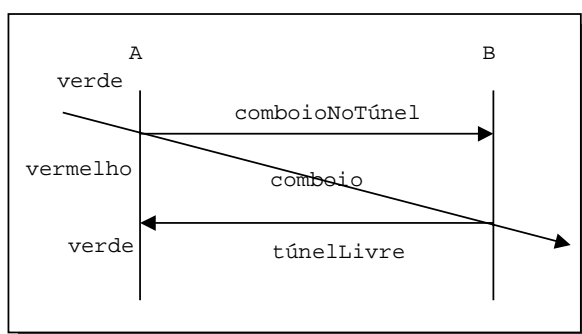 A
B
verde
comboioNoTúnel
vermelho
comboio
verde
túnelLivre